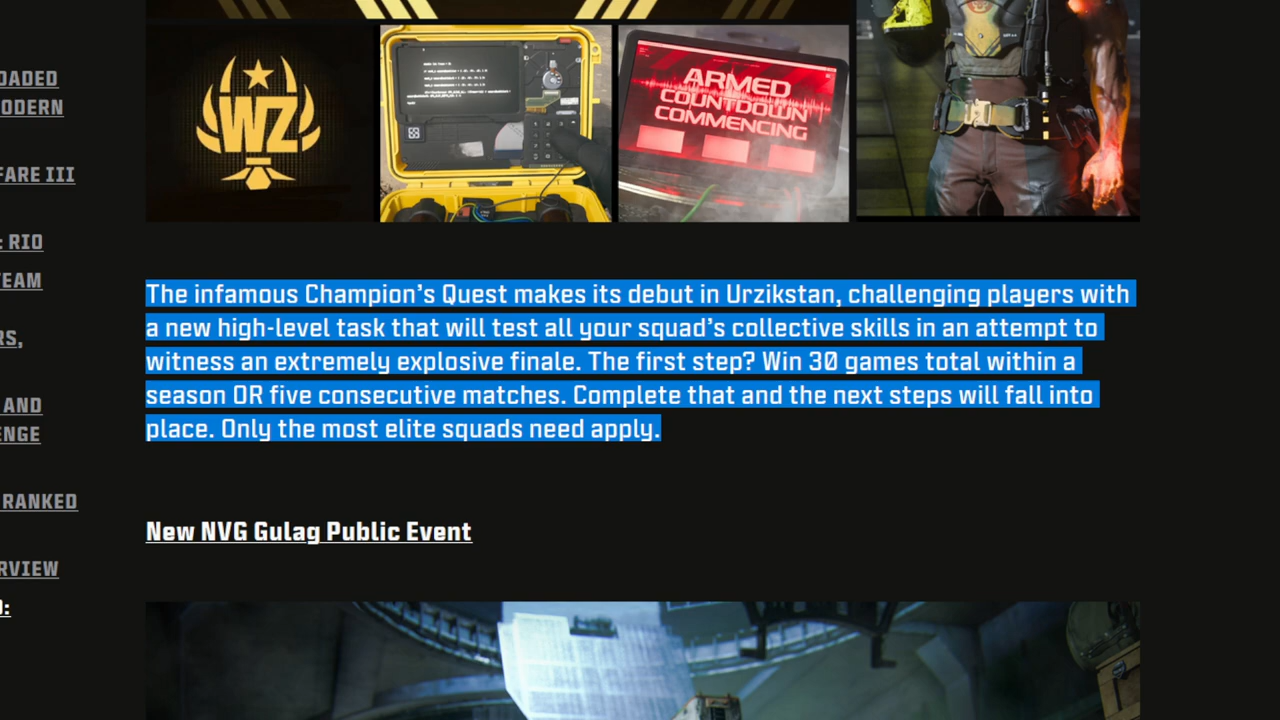 OADED
ODERN
FARE III
: RIO
TEAM
RS,
AND
ENGE
RANKED
RVIEW
WZ
ARMED
COUNTDOWN
COMMENCING
The infamous Champion’s Quest makes its debut in Urzikstan, challenging players with
a new high-level task that will test all your squad’s collective skills in an attempt to
witness an extremely explosive finale. The first step? Win 30 games total within a
season OR five consecutive matches. Complete that and the next steps will fall into
place. Only the most elite squads need apply.
New NVG Gulag Public Event